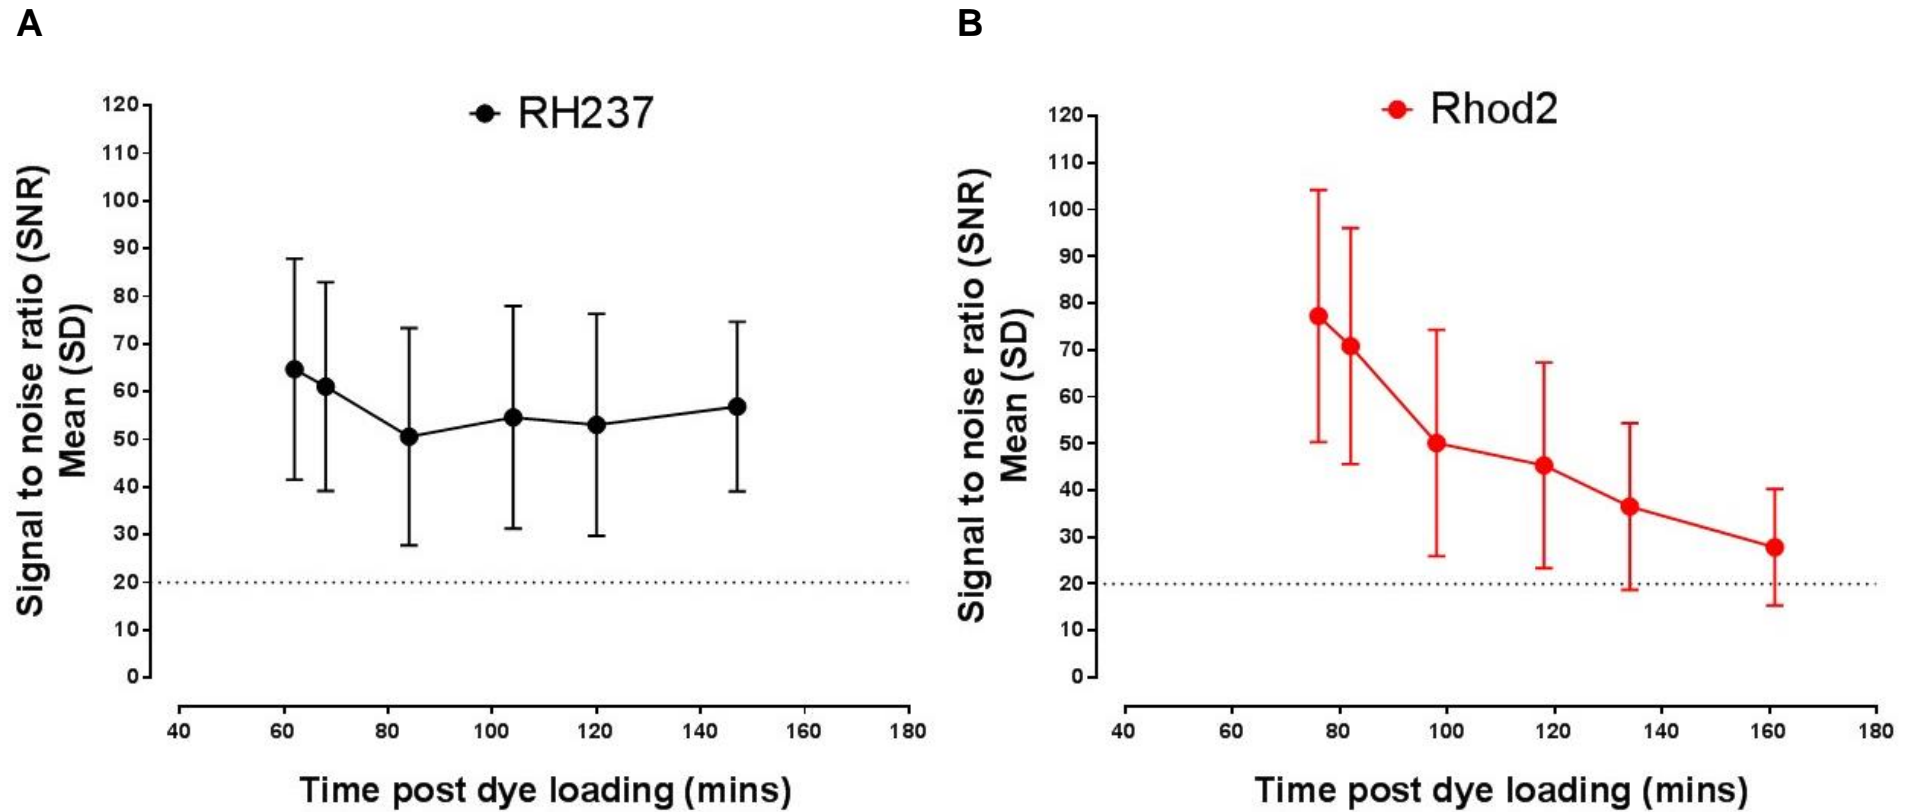 A
RH237
120
110
100
90
80
70
60
50
40
30
20
10
0
Signal to noise ratio (SNR)
Mean (SD)
40 60 80 100 120 140 160 180
Time post dye loading (mins)
B
Rhod2
120
110
100
90
80
70
60
50
40
30
20
10
0
Signal to noise ratio (SNR)
Mean (SD)
40 60 80 100 120 140 160 180
Time post dye loading (mins)